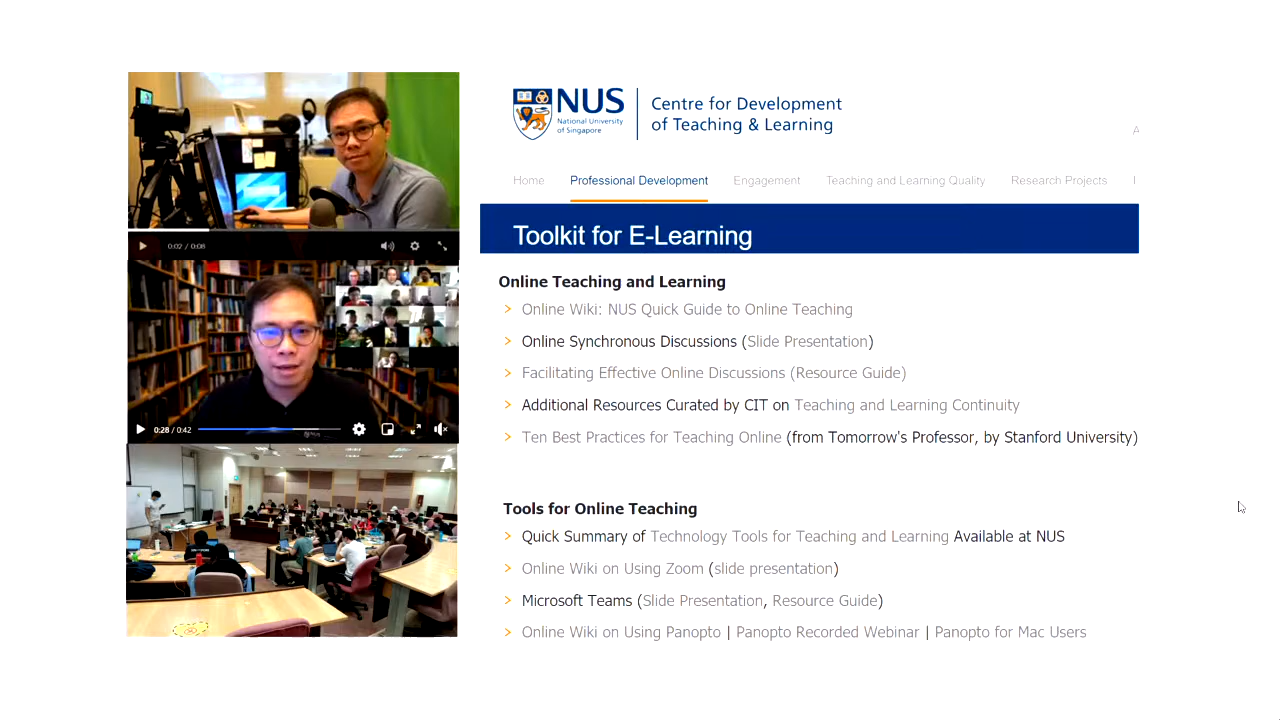 NUS
National University
of Singapore
Centre for Development
of Teaching & Learning
A
Home Professional Development Engagement Teaching and Learning Quality Research Projects I
Toolkit for E-Learning
Online Teaching and Learning
> Online Wiki: NUS Quick Guide to Online Teaching
> Online Synchronous Discussions (Slide Presentation)
> Facilitating Effective Online Discussions (Resource Guide)
> Additional Resources Curated by CIT on Teaching and Learning Continuity
> Ten Best Practices for Teaching Online (from Tomorrow's Professor, by Stanford University)
Tools for Online Teaching
> Quick Summary of Technology Tools for Teaching and Learning Available at NUS
> Online Wiki on Using Zoom (slide presentation)
> Microsoft Teams (Slide Presentation, Resource Guide)
> Online Wiki on Using Panopto | Panopto Recorded Webinar | Panopto for Mac Users
0:02 / 0:08
0:28 / 0:42